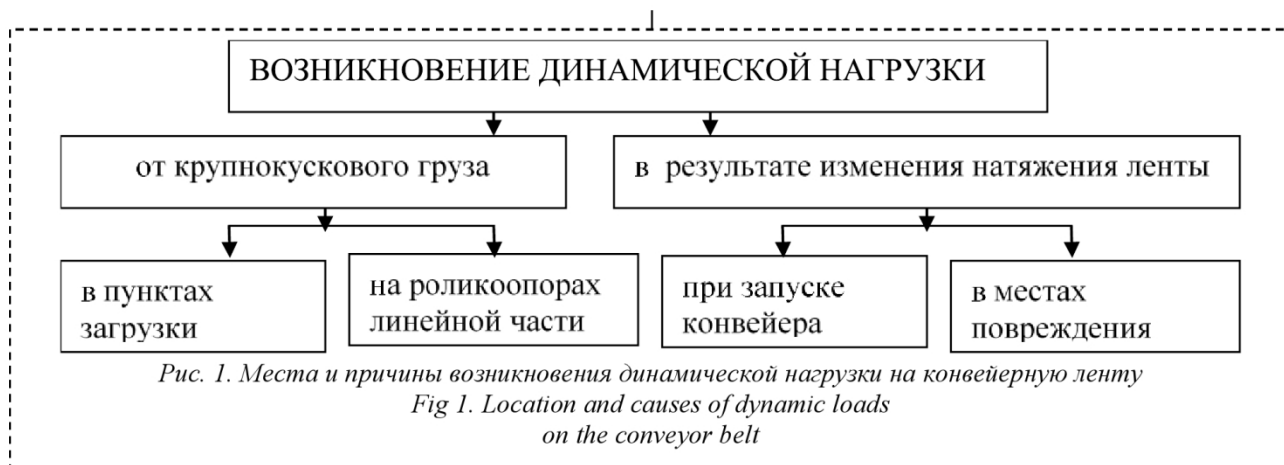 ВОЗНИКНОВЕНИЕ ДИНАМИЧЕСКОЙ НАГРУЗКИ
от крупнокускового груза
в результате изменения натяжения ленты
в пунктах
загрузки
на роликоопорах
линейной части
при запуске
конвейера
в местах
повреждения
Рис. 1. Места и причины возникновения динамической нагрузки на конвейерную ленту
Fig 1. Location and causes of dynamic loads
on the conveyor belt